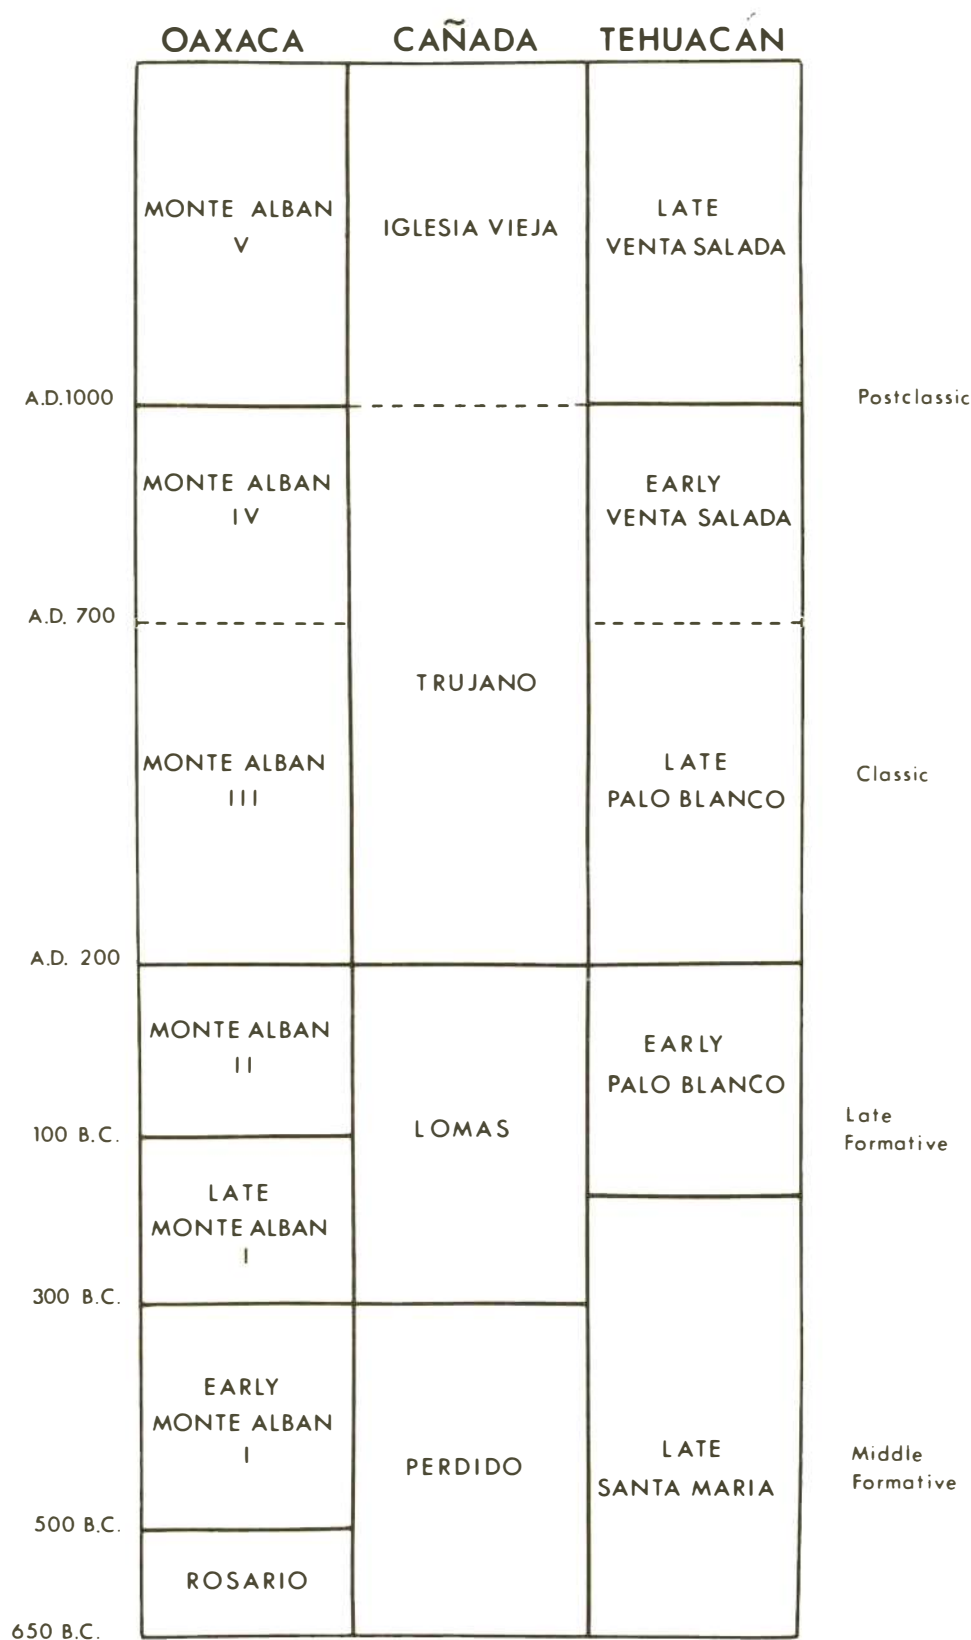 OAXACA CAÑADA TEHUACÁN
MONTE ALBAN
V
IGLESIA VIEJA
LATE
VENTA SALADA
A.D.1000
Postclassic
MONTE ALBAN
IV
EARLY
VENTA SALADA
A.D. 700
TRUJANO
MONTE ALBAN
III
LATE
PALO BLANCO
Classic
A.D. 200
MONTE ALBAN
II
EARLY
PALO BLANCO
LOMAS
Late
Formative
100 B.C.
LATE
MONTE ALBAN
I
300 B.C.
EARLY
MONTE ALBAN
I
PERDIDO
LATE
SANTA MARIA
Middle
Formative
500 B.C.
ROSARIO
650 B.C.